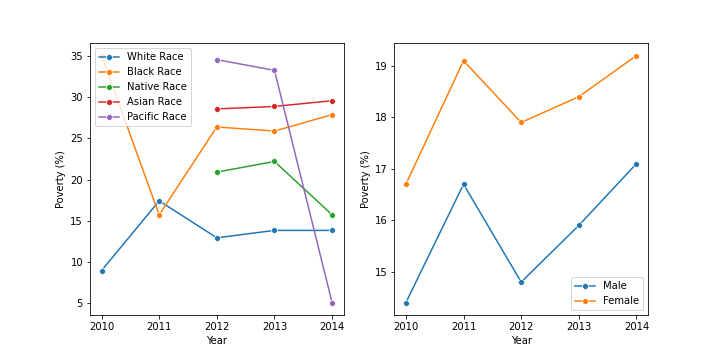 35
30
25
20
15
10
5
Poverty (%)
2010 2011 2012 2013 2014
Year
White Race
Black Race
Native Race
Asian Race
Pacific Race
19
18
17
16
15
Poverty (%)
2010 2011 2012 2013 2014
Year
Male
Female